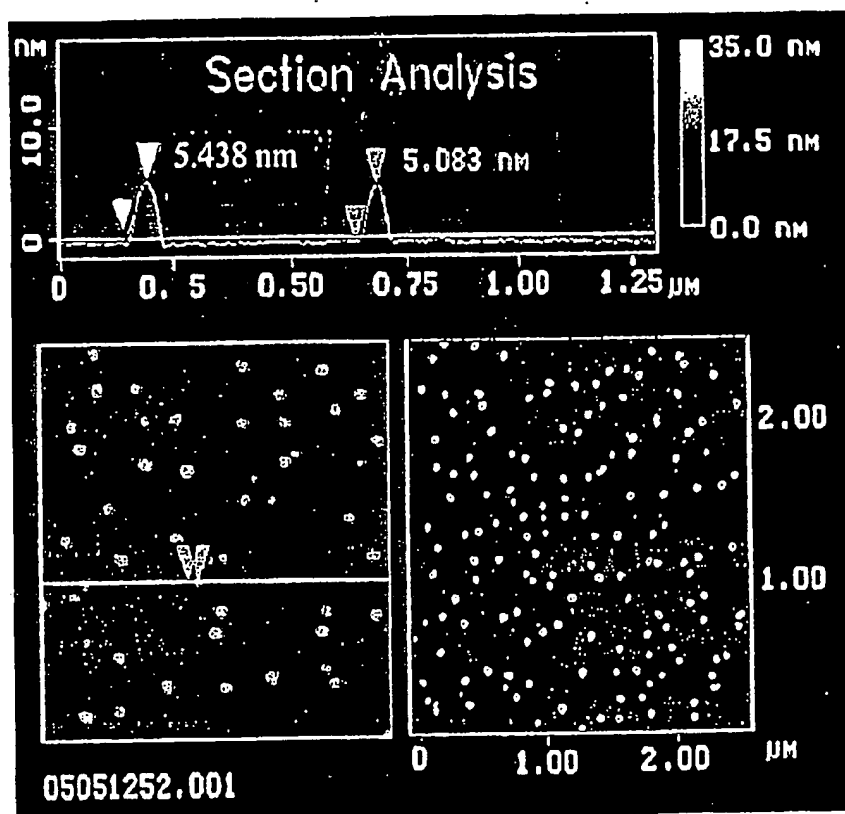 nm
Section Analysis
10.0
0
5.438 nm
5.083 nm
0
0.5
0.50
0.75
1.00
1.25 µm
35.0 nm
17.5 nm
0.0 nm
2.00
1.00
0
1.00
2.00
µm
05051252.001